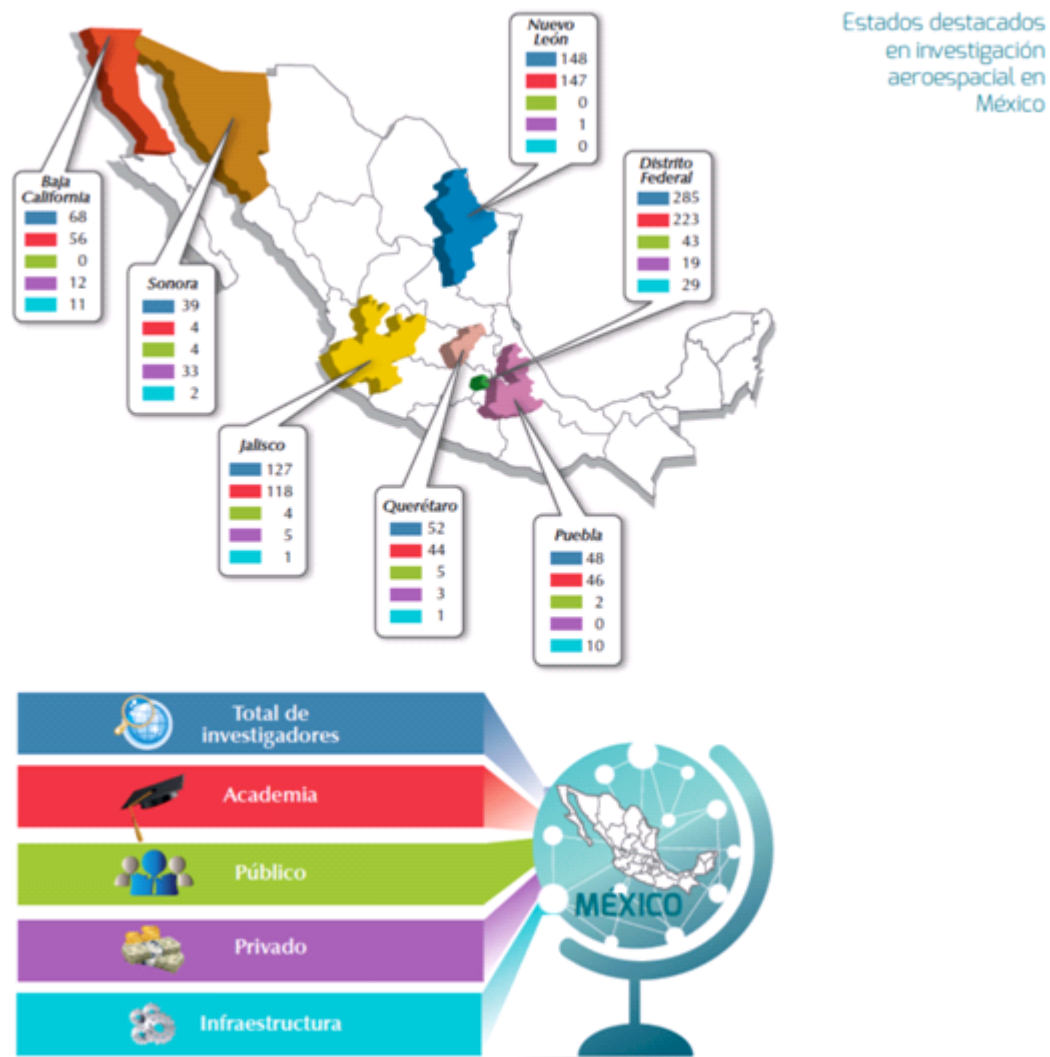 Estados destacados
en investigación
aeroespacial en
México
Nuevo
León
148
147
0
1
0
Distrito
Federal
285
223
43
19
29
Baja
California
68
56
0
12
11
Sonora
39
4
4
33
2
Jalisco
127
118
4
5
1
Querétaro
52
44
5
3
1
Puebla
48
46
2
0
10
Total de
investigadores
Academia
Público
Privado
Infraestructura
MÉXICO